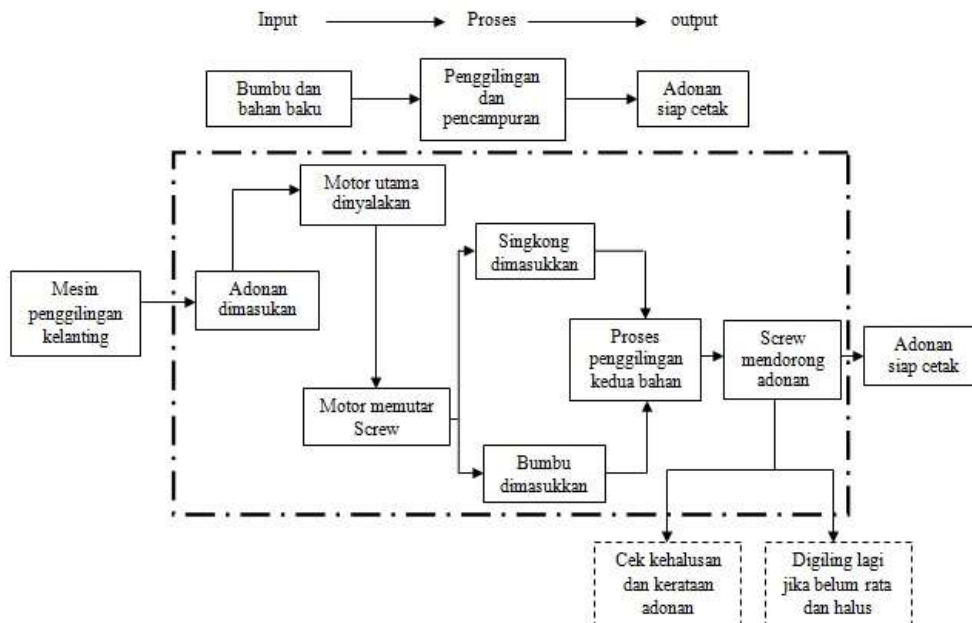 Input
Proses
output
Bumbu dan
bahan baku
Penggilingan
dan
pencampuran
Adonan
siap cetak
Motor utama
dinyalakan
Singkong
dimasukkan
Mesin
penggilingan
kelanting
Adonan
dimasukan
Proses
penggilingan
kedua bahan
Screw
mendorong
adonan
Adonan
siap cetak
Motor memutar
Screw
Bumbu
dimasukkan
Cek kehalusan
dan kerataan
adonan
Digiling lagi
jika belum rata
dan halus